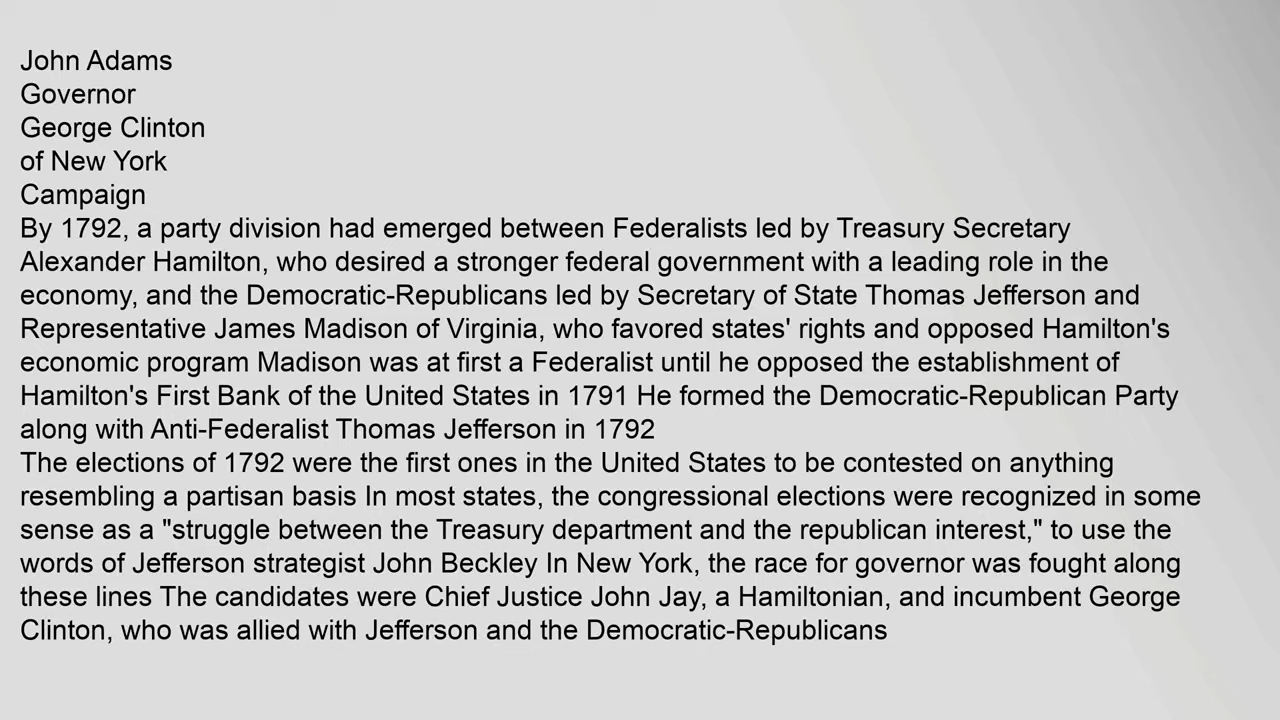 John Adams
Governor
George Clinton
of New York
Campaign
By 1792, a party division had emerged between Federalists led by Treasury Secretary
Alexander Hamilton, who desired a stronger federal government with a leading role in the
economy, and the Democratic-Republicans led by Secretary of State Thomas Jefferson and
Representative James Madison of Virginia, who favored states' rights and opposed Hamilton's
economic program Madison was at first a Federalist until he opposed the establishment of
Hamilton's First Bank of the United States in 1791 He formed the Democratic-Republican Party
along with Anti-Federalist Thomas Jefferson in 1792
The elections of 1792 were the first ones in the United States to be contested on anything
resembling a partisan basis In most states, the congressional elections were recognized in some
sense as a "struggle between the Treasury department and the republican interest," to use the
words of Jefferson strategist John Beckley In New York, the race for governor was fought along
these lines The candidates were Chief Justice John Jay, a Hamiltonian, and incumbent George
Clinton, who was allied with Jefferson and the Democratic-Republicans